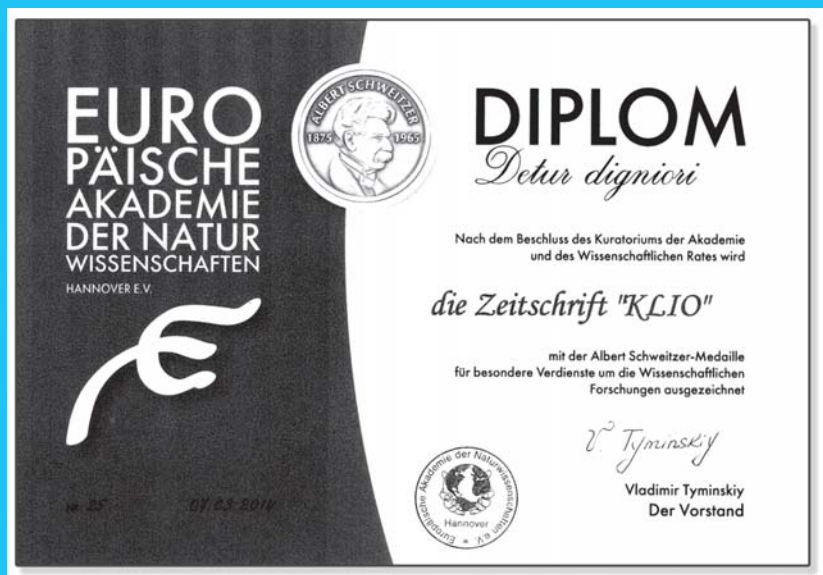 EURO
PÄISCHE
AKADEMIE
DER NATUR
WISSENSCHAFTEN
HANNOVER E.V.
ALBERT SCHWEITZER
1875 1965
DIPLOM
Detur digniori
Nach dem Beschluss des Kuratoriums der Akademie
und des Wissenschaftlichen Rates wird
die Zeitschrift "KLIO"
mit der Albert Schweitzer-Medaille
für besondere Verdienste um die Wissenschaftlichen
Forschungen ausgezeichnet
V. Tyminskiy
Vladimir Tyminskiy
Der Vorstand
Europäische Akademie der Naturwissenschaften e.V.
Hannover
25